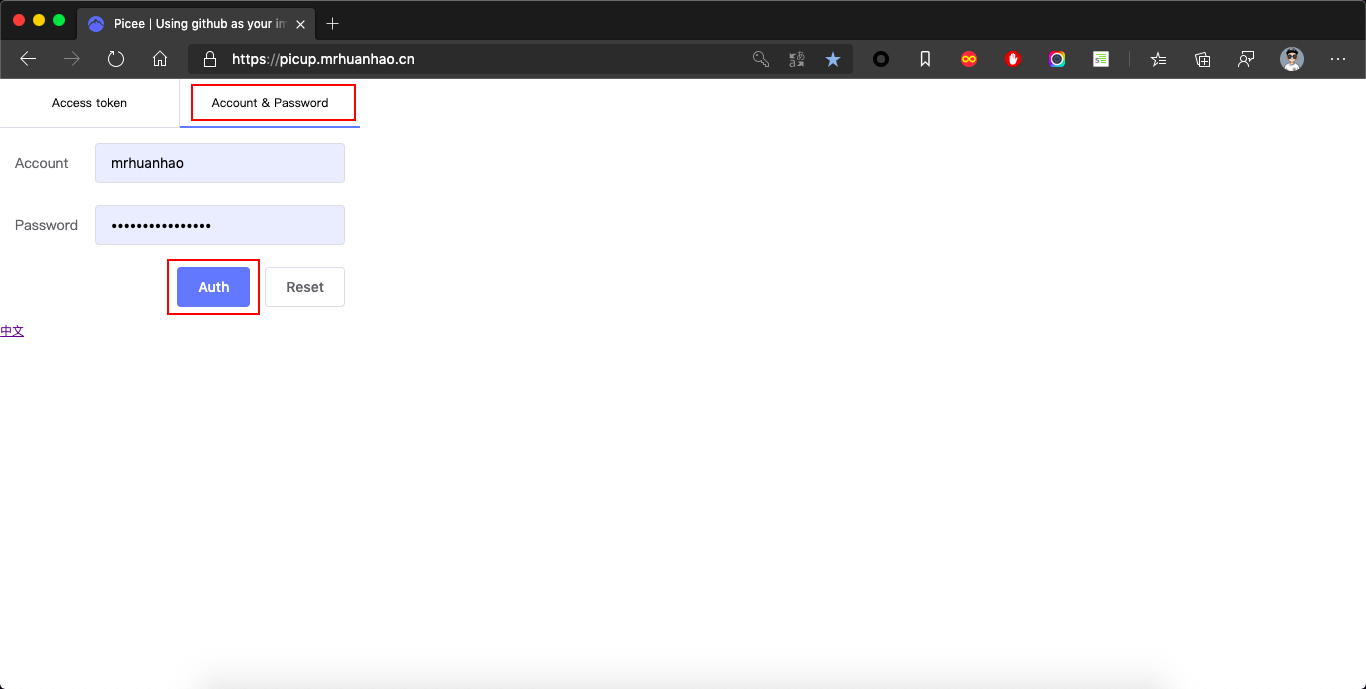 Picee | Using github as your im
https://picup.mrhuanhao.cn
Access token
Account & Password
Account
mrhuanhao
Password
••••••••••••••••
Auth
Reset
中文